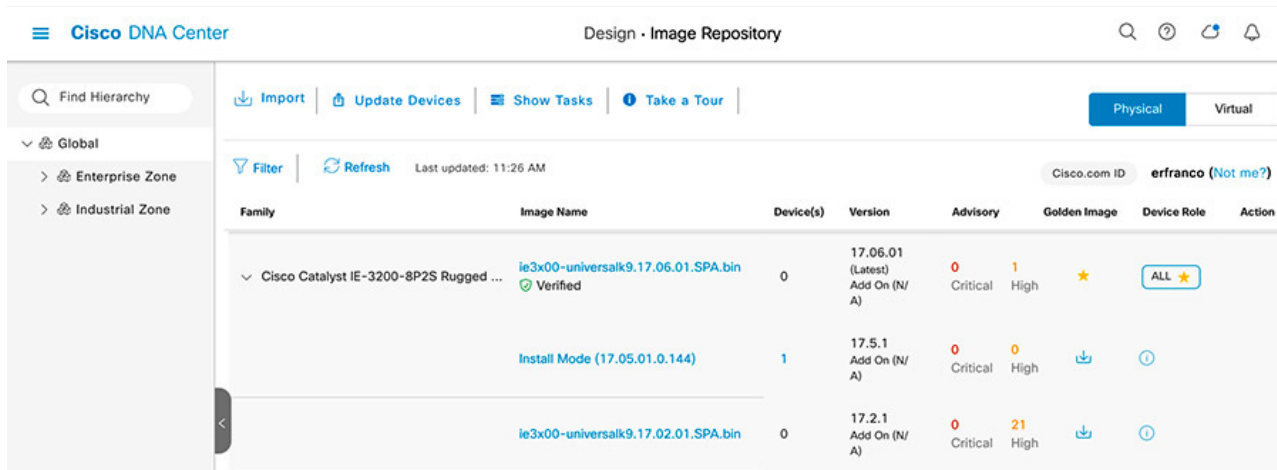 Cisco DNA Center
Design · Image Repository
Find Hierarchy
Global
Enterprise Zone
Industrial Zone
Import
Update Devices
Show Tasks
Take a Tour
Physical
Virtual
Filter
Refresh
Last updated: 11:26 AM
Cisco.com ID
erfranco (Not me?)
Family
Image Name
Device(s)
Version
Advisory
Golden Image
Device Role
Action
Cisco Catalyst IE-3200-8P2S Rugged ...
ie3x00-universalk9.17.06.01.SPA.bin
Verified
0
17.06.01
(Latest)
Add On (N/
A)
0
Critical
1
High
ALL
Install Mode (17.05.01.0.144)
1
17.5.1
Add On (N/
A)
0
Critical
0
High
ie3x00-universalk9.17.02.01.SPA.bin
0
17.2.1
Add On (N/
A)
0
Critical
21
High